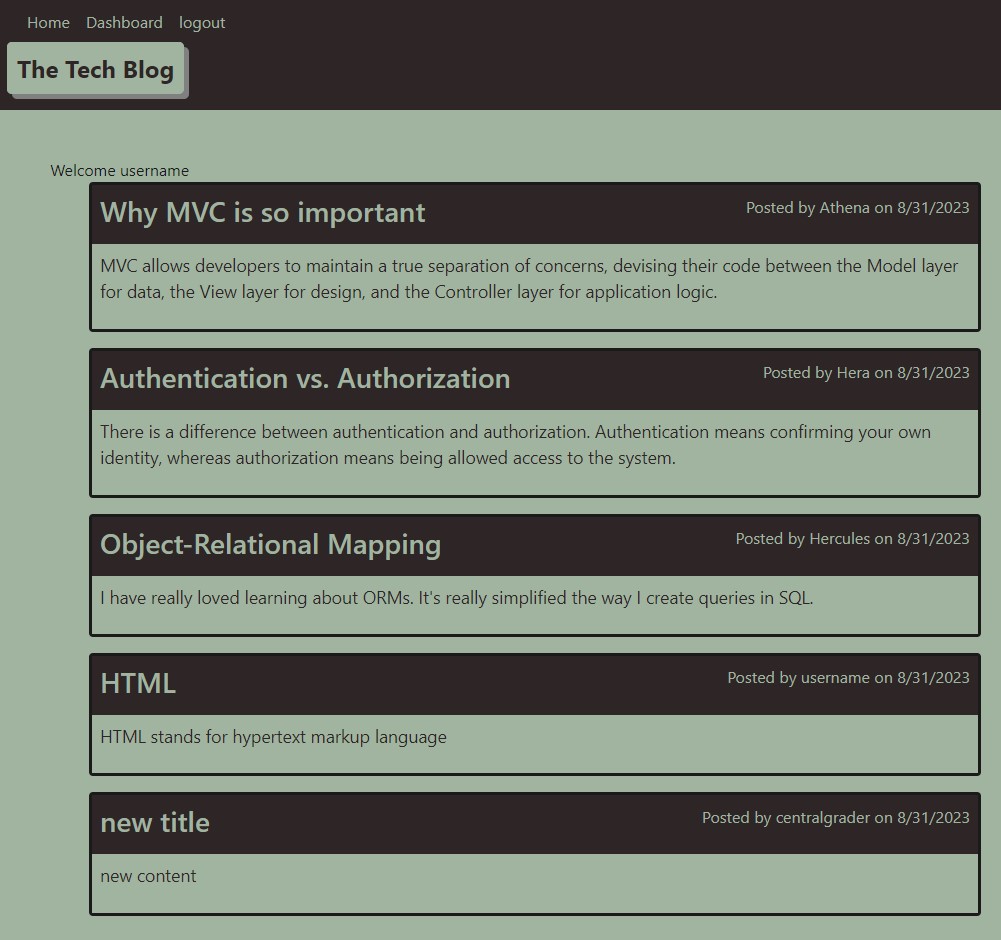 Home Dashboard logout
The Tech Blog
Welcome username
Why MVC is so important
Posted by Athena on 8/31/2023
MVC allows developers to maintain a true separation of concerns, devising their code between the Model layer
for data, the View layer for design, and the Controller layer for application logic.
Authentication vs. Authorization
Posted by Hera on 8/31/2023
There is a difference between authentication and authorization. Authentication means confirming your own
identity, whereas authorization means being allowed access to the system.
Object-Relational Mapping
Posted by Hercules on 8/31/2023
I have really loved learning about ORMs. It's really simplified the way I create queries in SQL.
HTML
Posted by username on 8/31/2023
HTML stands for hypertext markup language
new title
Posted by centralgrader on 8/31/2023
new content